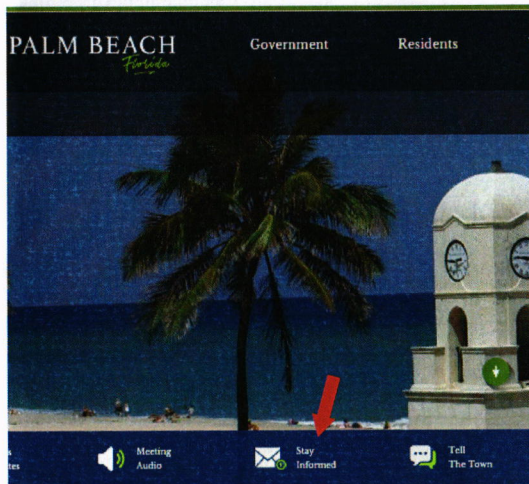 PALM BEACH
Florida
Government Residents
Meeting
Audio
Stay
Informed
Tell
The Town